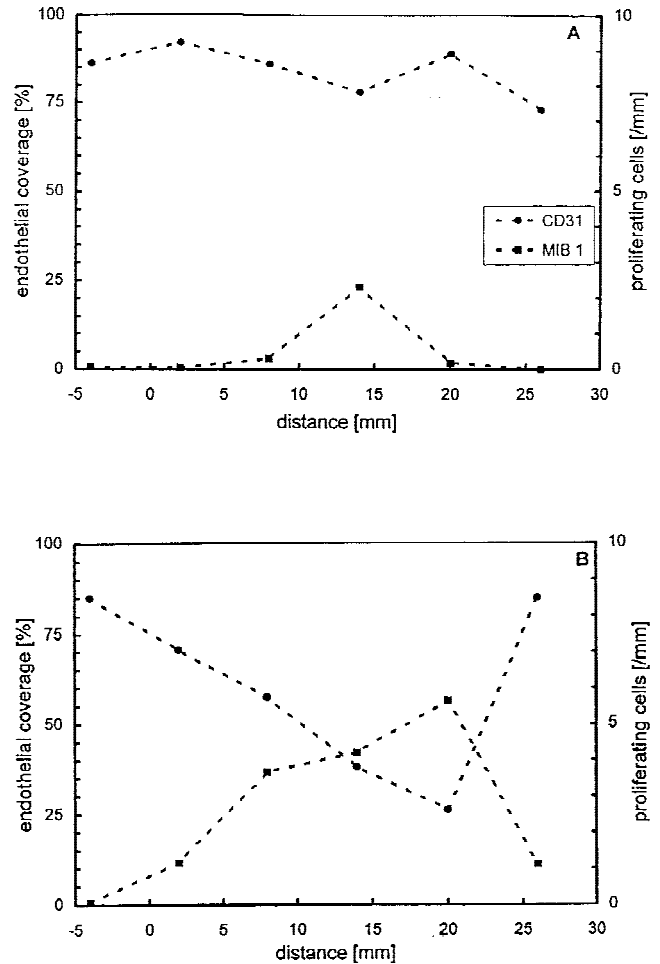 100
75
50
25
0
endothelial coverage [%]
A
10
5
0
proliferating cells [/mm]
CD31
MIB 1
-5 0 5 10 15 20 25 30
distance [mm]
100
75
50
25
0
endothelial coverage [%]
B
10
5
0
proliferating cells [/mm]
-5 0 5 10 15 20 25 30
distance [mm]